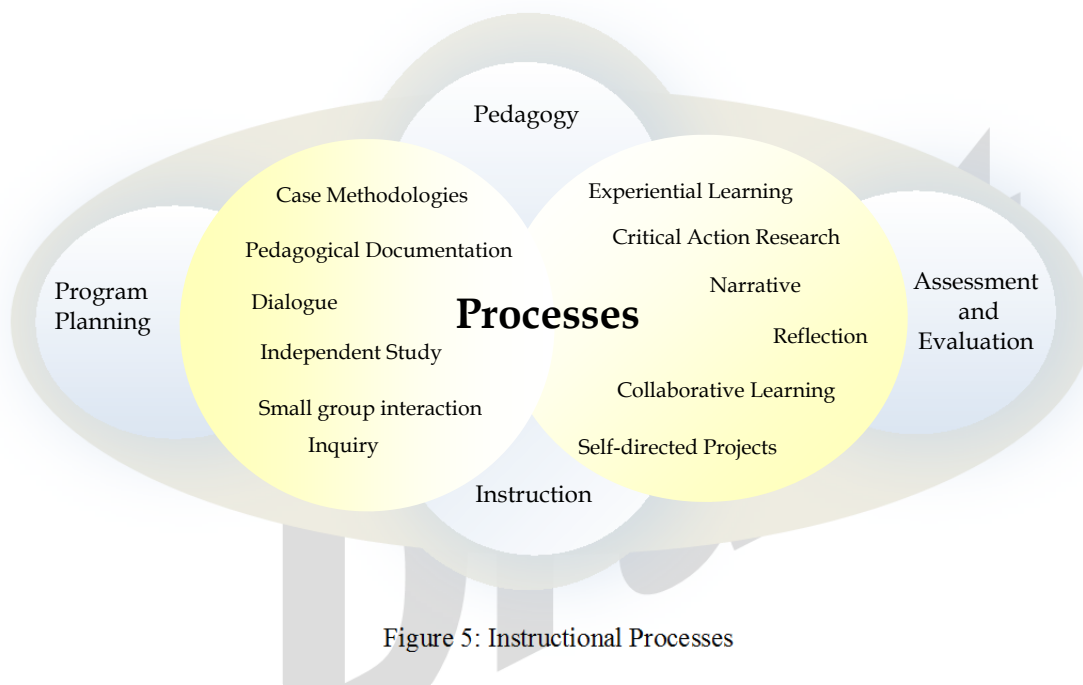 Pedagogy
Case Methodologies
Pedagogical Documentation
Dialogue
Independent Study
Small group interaction
Inquiry
Program
Planning
Processes
Experiential Learning
Critical Action Research
Narrative
Reflection
Collaborative Learning
Self-directed Projects
Assessment
and
Evaluation
Instruction
Figure 5: Instructional Processes